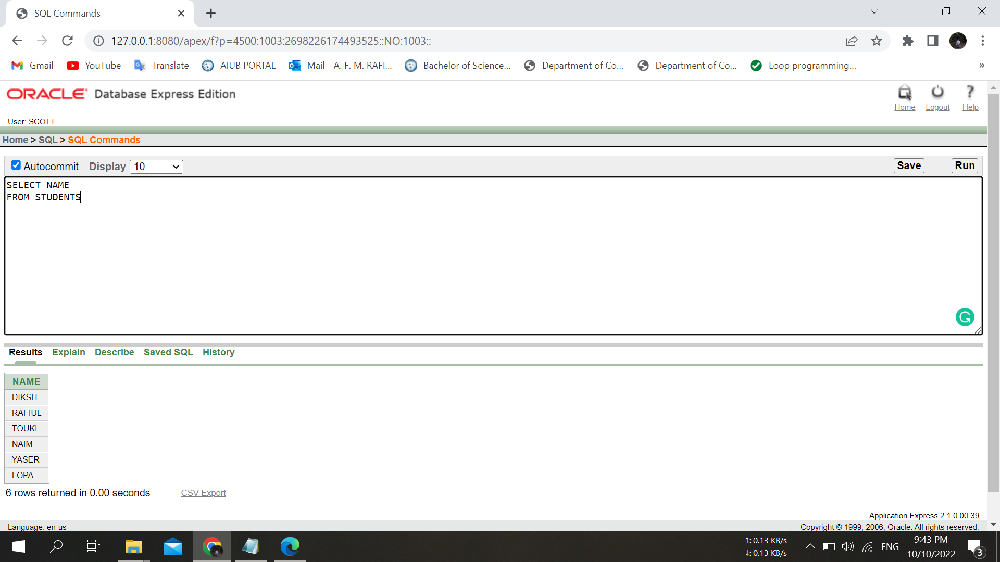 SQL Commands
127.0.0.1:8080/apex/f?p=4500:1003:2698226174493525::NO:1003::
Gmail YouTube Translate AIUB PORTAL Mail - A. F. M. RAFI... Bachelor of Science... Department of Co... Department of Co... Loop programming... »
ORACLE Database Express Edition
Home Logout Help
User: SCOTT
Home > SQL > SQL Commands
Autocommit Display 10 Save Run
SELECT NAME
FROM STUDENTS
Results Explain Describe Saved SQL History
NAME
DIKSIT
RAFIUL
TOUKI
NAIM
YASER
LOPA
6 rows returned in 0.00 seconds CSV Export
Application Express 2.1.0.00.39
Language: en-us Copyright © 1999, 2006, Oracle. All rights reserved.
↑: 0.13 KB/s
↓: 0.13 KB/s
ENG
9:43 PM
10/10/2022
3